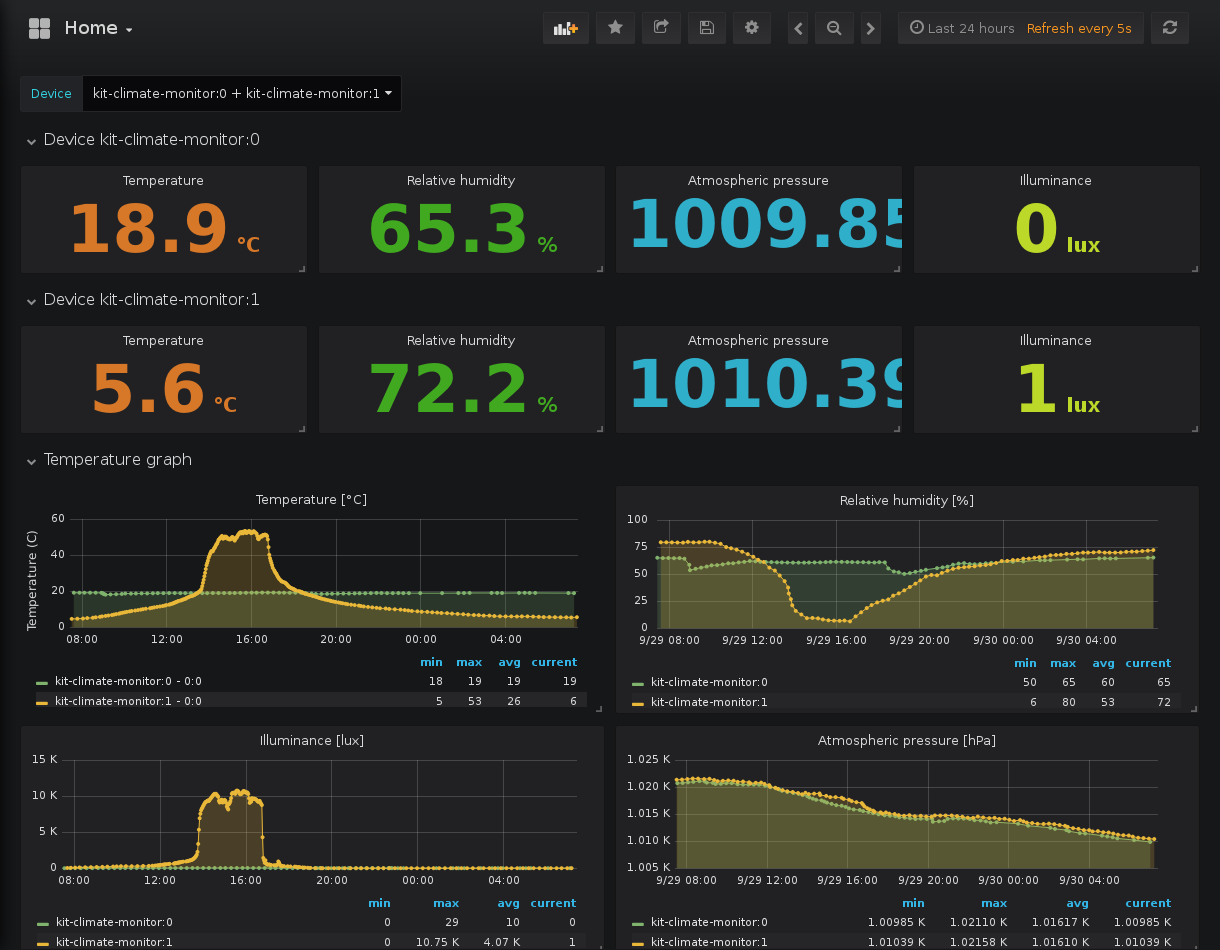 Home
Last 24 hours Refresh every 5s
Device kit-climate-monitor:0 + kit-climate-monitor:1
Device kit-climate-monitor:0
Temperature Relative humidity Atmospheric pressure Illuminance
18.9 °C 65.3 % 1009.85 0 lux
Device kit-climate-monitor:1
Temperature Relative humidity Atmospheric pressure Illuminance
5.6 °C 72.2 % 1010.39 1 lux
Temperature graph
Temperature [°C]
Temperature (C)
60
40
20
0
08:00 12:00 16:00 20:00 00:00 04:00
min max avg current
kit-climate-monitor:0 - 0:0 18 19 19 19
kit-climate-monitor:1 - 0:0 5 53 26 6
Relative humidity [%]
100
75
50
25
0
9/29 08:00 9/29 12:00 9/29 16:00 9/29 20:00 9/30 00:00 9/30 04:00
min max avg current
kit-climate-monitor:0 50 65 60 65
kit-climate-monitor:1 6 80 53 72
Illuminance [lux]
15 K
10 K
5 K
0
08:00 12:00 16:00 20:00 00:00 04:00
min max avg current
kit-climate-monitor:0 0 29 10 0
kit-climate-monitor:1 0 10.75 K 4.07 K 1
Atmospheric pressure [hPa]
1.025 K
1.020 K
1.015 K
1.010 K
1.005 K
9/29 08:00 9/29 12:00 9/29 16:00 9/29 20:00 9/30 00:00 9/30 04:00
min max avg current
kit-climate-monitor:0 1.00985 K 1.02110 K 1.01617 K 1.00985 K
kit-climate-monitor:1 1.01039 K 1.02158 K 1.01610 K 1.01039 K